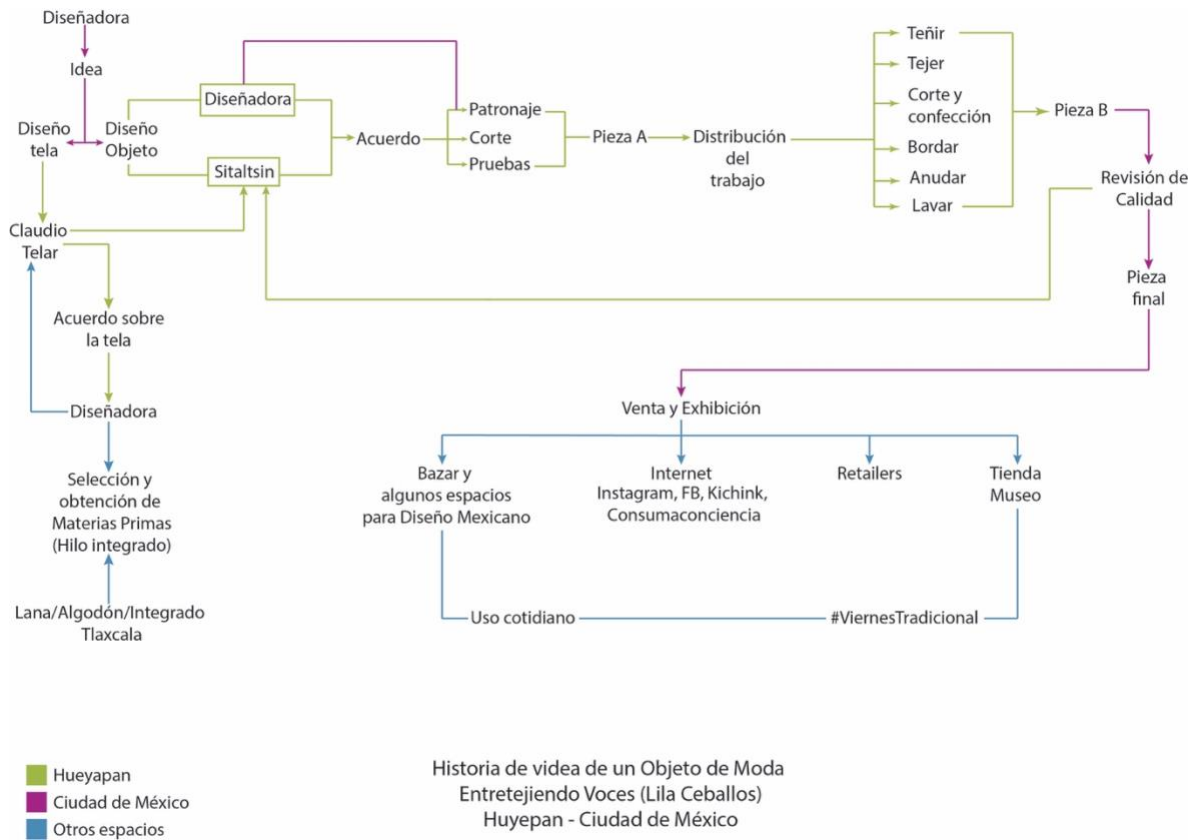 Diseñadora
Idea
Diseño
tela
Diseño
Objeto
Diseñadora
Sitaltsin
Acuerdo
Patronaje
Corte
Pruebas
Pieza A
Distribución
del
trabajo
Teñir
Tejer
Corte y
confección
Bordar
Anudar
Lavar
Pieza B
Revisión de
Calidad
Pieza
final
Claudio
Telar
Acuerdo sobre
la tela
Diseñadora
Selección y
obtención de
Materias Primas
(Hilo integrado)
Lana/Algodón/Integrado
Tlaxcala
Venta y Exhibición
Bazar y
algunos espacios
para Diseño Mexicano
Internet
Instagram, FB, Kichink,
Consumaconciencia
Retailers
Tienda
Museo
Uso cotidiano
#ViernesTradicional
Hueyapan
Ciudad de México
Otros espacios
Historia de videa de un Objeto de Moda
Entretejiendo Voces (Lila Ceballos)
Huyepan - Ciudad de México